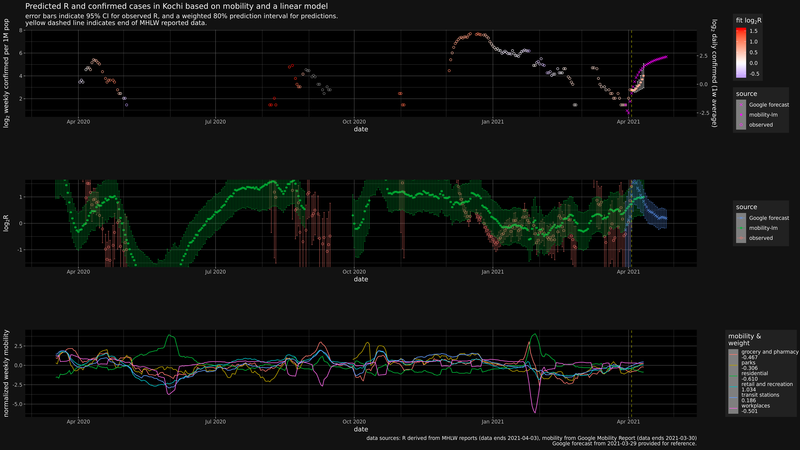 Predicted R and confirmed cases in Kochi based on mobility and a linear model
error bars indicate 95% CI for observed R, and a weighted 80% prediction interval for predictions.
yellow dashed line indicates end of MHLW reported data.
log₂ weekly confirmed per 1M pop
8
6
4
2
log₂ daily confirmed (1w average)
2.5
0.0
-2.5
Apr 2020
Jul 2020
Oct 2020
Jan 2021
Apr 2021
date
fit log₂R
1.5
1.0
0.5
0.0
-0.5
source
Google forecast
mobility-lm
observed
log₂R
1
0
-1
Apr 2020
Jul 2020
Oct 2020
Jan 2021
Apr 2021
date
source
Google forecast
mobility-lm
observed
normalized weekly mobility
2.5
0.0
-2.5
-5.0
Apr 2020
Jul 2020
Oct 2020
Jan 2021
Apr 2021
date
mobility &
weight
grocery and pharmacy
-0.467
parks
-0.306
residential
-0.610
retail and recreation
1.034
transit stations
0.186
workplaces
-0.501
data sources: R derived from MHLW reports (data ends 2021-04-03), mobility from Google Mobility Report (data ends 2021-03-30)
Google forecast from 2021-03-29 provided for reference.